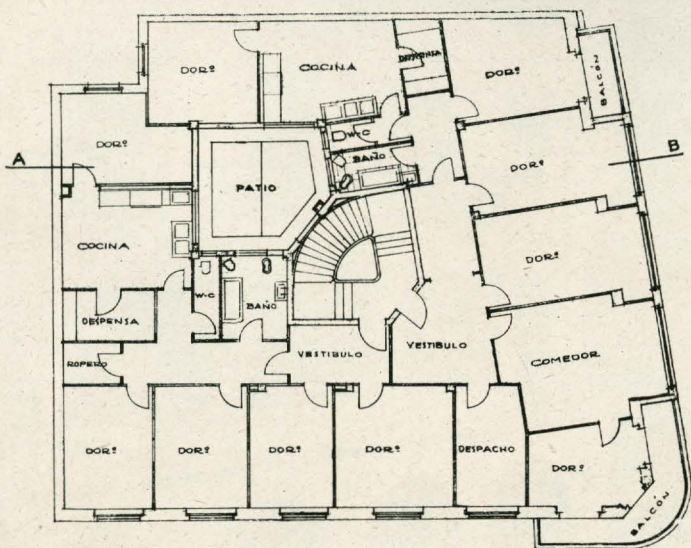 DORº
COCINA
DESPENSA
DORº
BALCÓN
DORº
W-C
BAÑO
A
B
PATIO
DORº
COCINA
DORº
W-C
BAÑO
DESPENSA
VESTIBULO
VESTIBULO
ROPERO
COMEDOR
DORº
DORº
DORº
DORº
DESPACHO
DORº
BALCÓN